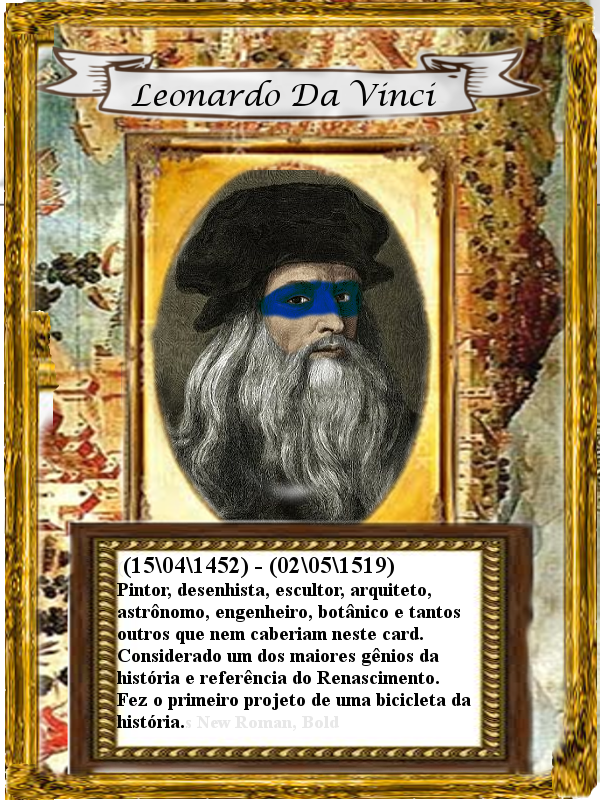 Leonardo Da Vinci
(15\04\1452) - (02\05\1519)
Pintor, desenhista, escultor, arquiteto,
astrônomo, engenheiro, botânico e tantos
outros que nem caberiam neste card.
Considerado um dos maiores gênios da
história e referência do Renascimento.
Fez o primeiro projeto de uma bicicleta da
história.s New Roman, Bold